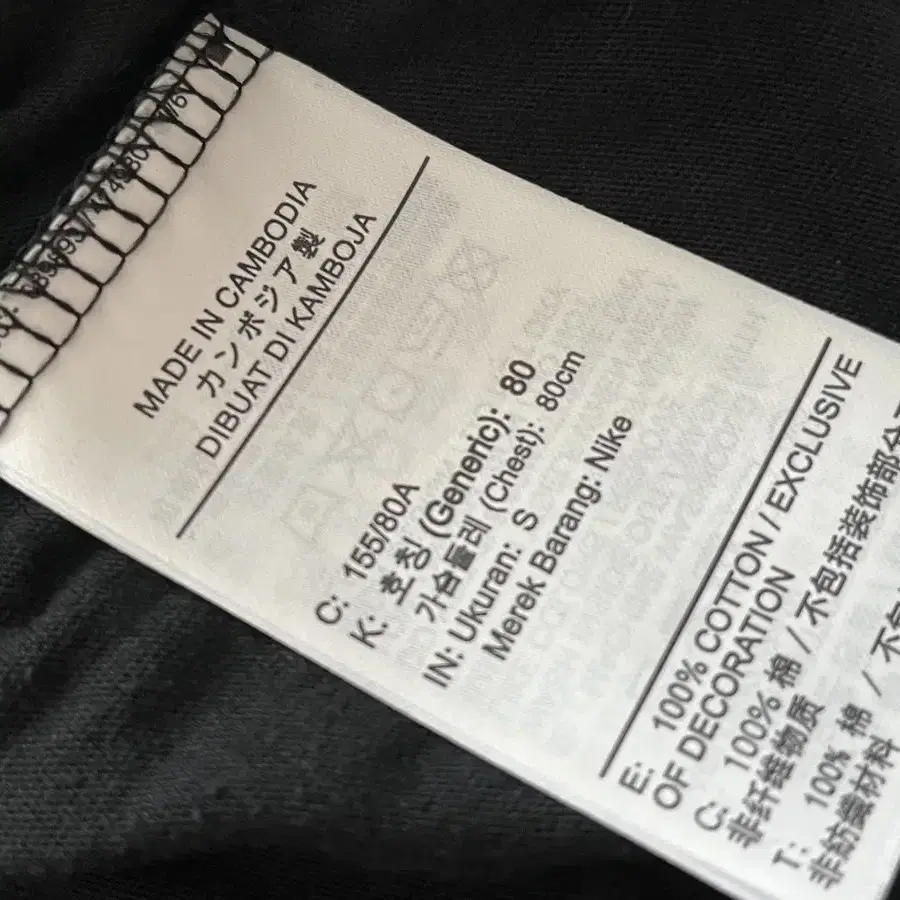 MADE IN CAMBODIA
カンボジア製
DIBUAT DI KAMBOJA
C: 155/80A
K: 호칭 (Generic): 80
가슴둘레 (Chest): 80cm
IN: Ukuran: S
Merek Barang: Nike
E: 100% COTTON / EXCLUSIVE
OF DECORATION
C: 100% 棉 / 不包括装饰部分
非纤维物质
T: 100% 棉 / 不包
非紡織材料